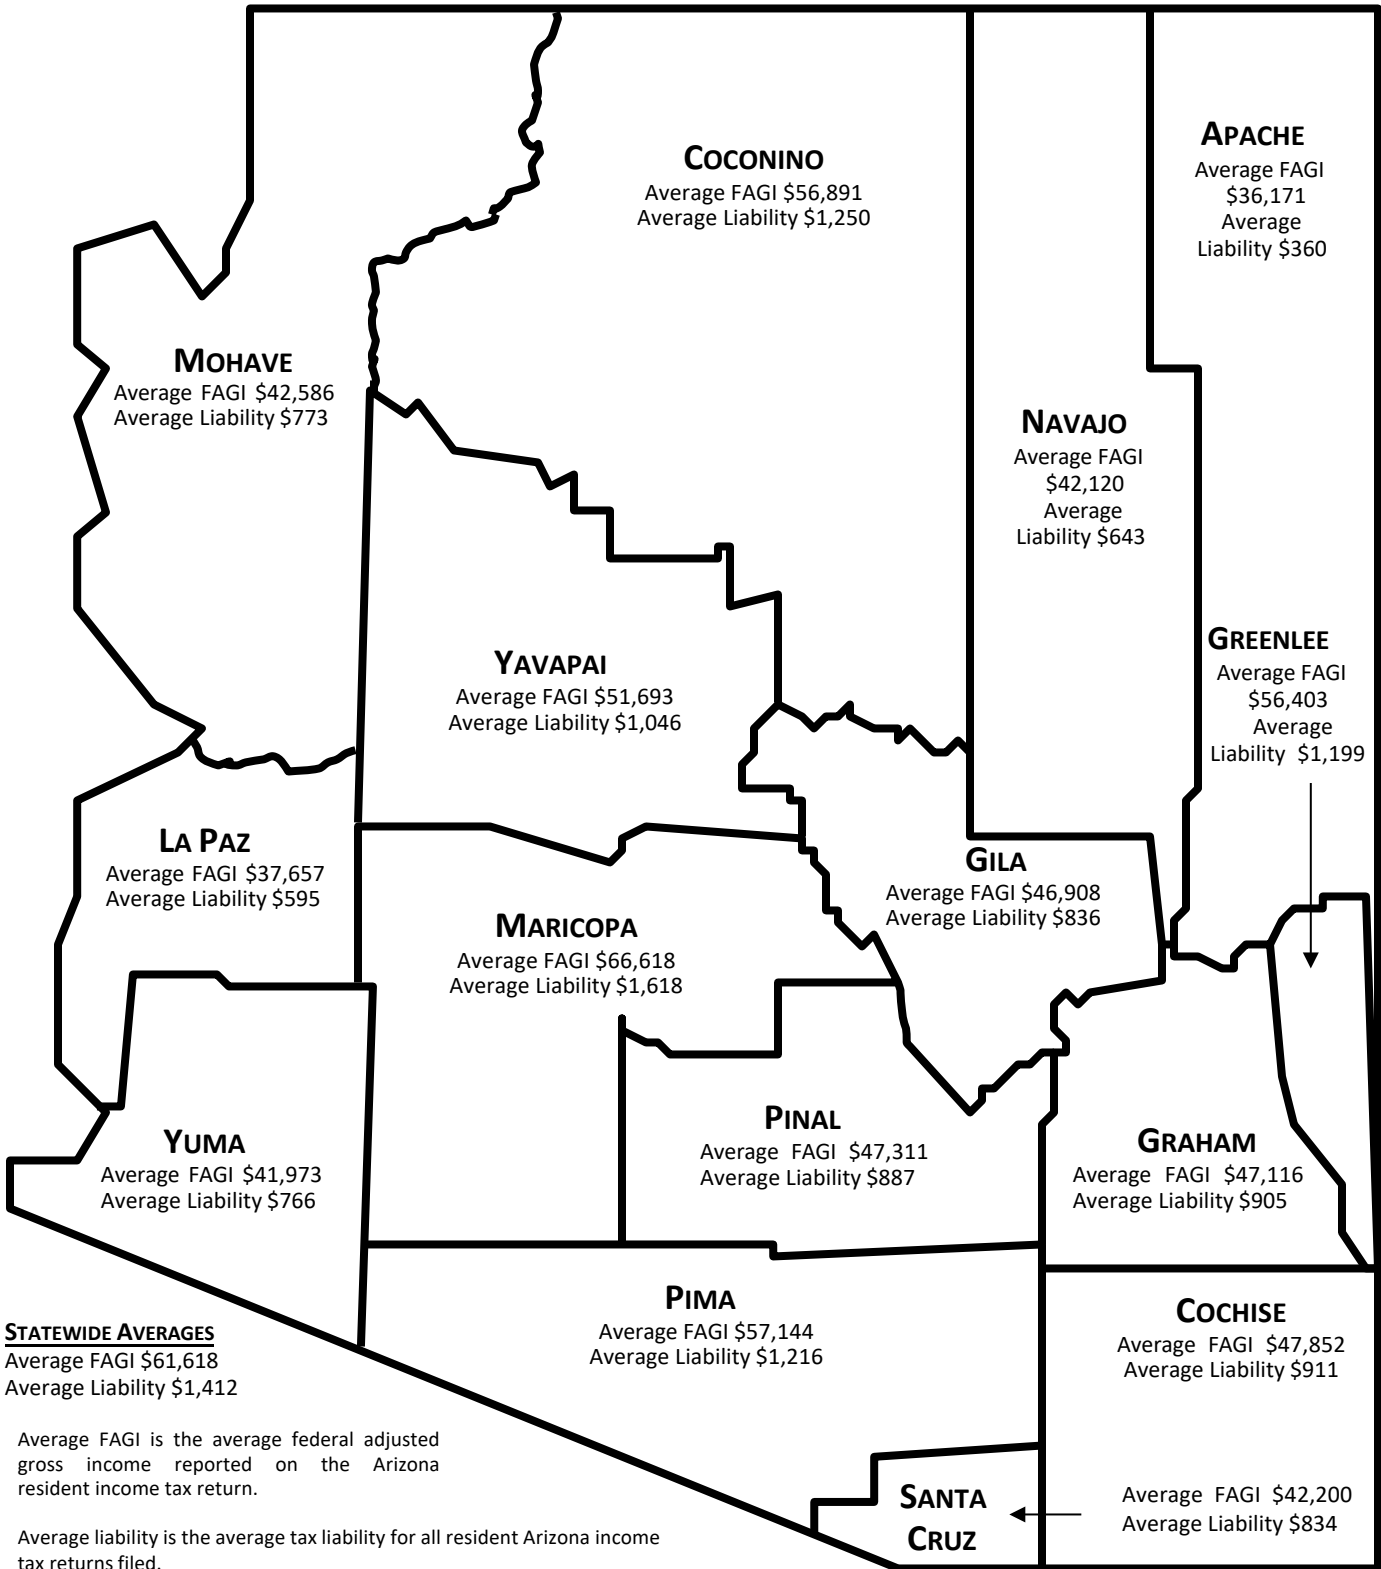 COCONINO
Average FAGI $56,891
Average Liability $1,250
APACHE
Average FAGI
$36,171
Average
Liability $360
MOHAVE
Average FAGI $42,586
Average Liability $773
NAVAJO
Average FAGI
$42,120
Average
Liability $643
YAVAPAI
Average FAGI $51,693
Average Liability $1,046
GREENLEE
Average FAGI
$56,403
Average
Liability $1,199
LA PAZ
Average FAGI $37,657
Average Liability $595
GILA
Average FAGI $46,908
Average Liability $836
MARICOPA
Average FAGI $66,618
Average Liability $1,618
YUMA
Average FAGI $41,973
Average Liability $766
PINAL
Average FAGI $47,311
Average Liability $887
GRAHAM
Average FAGI $47,116
Average Liability $905
PIMA
Average FAGI $57,144
Average Liability $1,216
COCHISE
Average FAGI $47,852
Average Liability $911
STATEWIDE AVERAGES
Average FAGI $61,618
Average Liability $1,412
SANTA
CRUZ
Average FAGI $42,200
Average Liability $834
Average FAGI is the average federal adjusted
gross income reported on the Arizona
resident income tax return.
Average liability is the average tax liability for all resident Arizona income
tax returns filed.